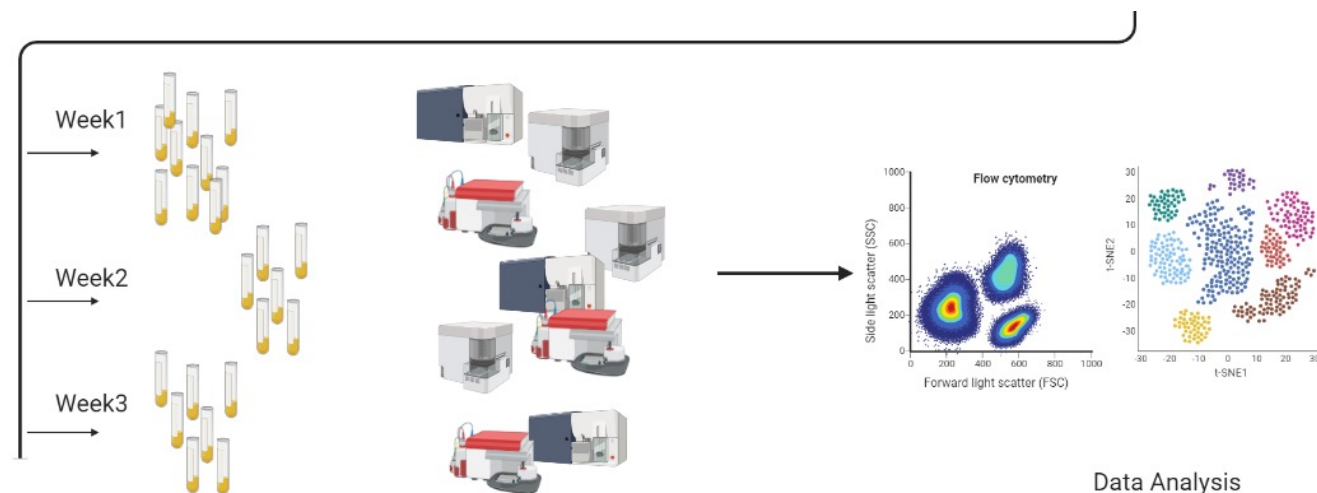 Week1
Week2
Week3
Flow cytometry
Side light scatter (SSC)
1000
800
600
400
200
0
0 200 400 600 800 1000
Forward light scatter (FSC)
t-SNE2
30
20
10
0
-10
-20
-30
-30 -20 -10 0 10 20 30
t-SNE1
Data Analysis